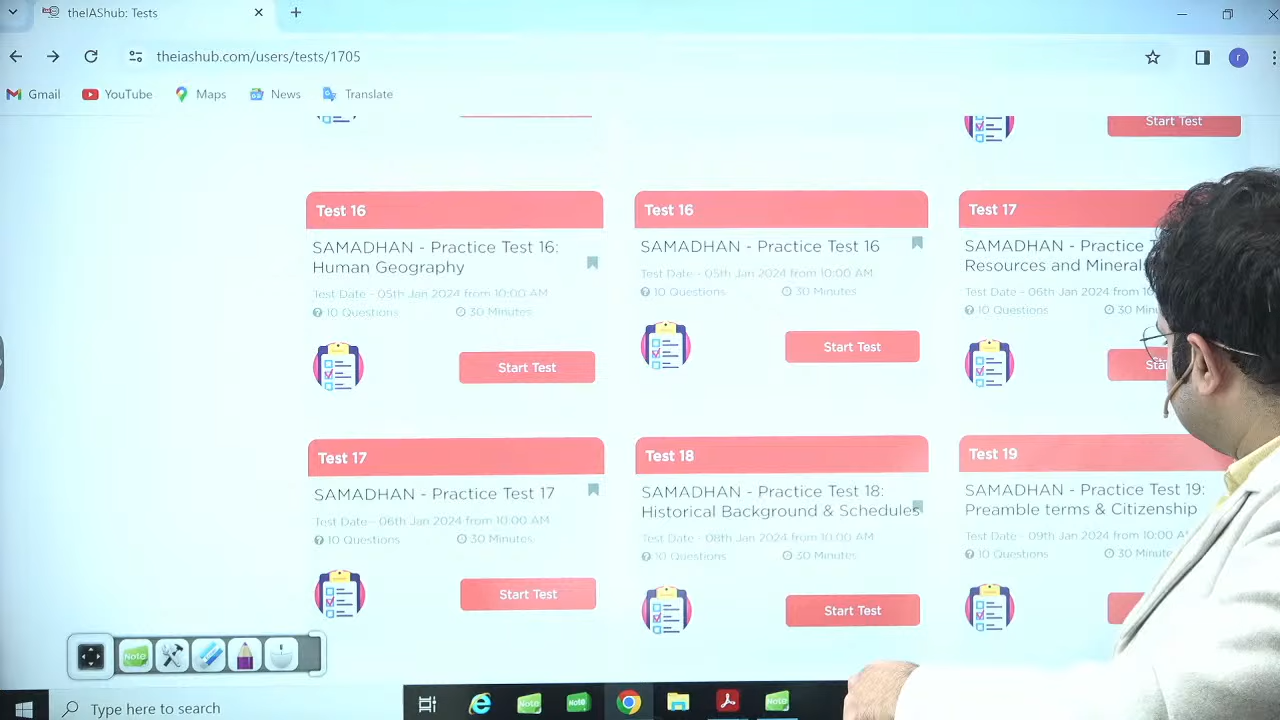 theIAShub: Tests
theiashub.com/users/tests/1705
r
Gmail
YouTube
Maps
News
Translate
Start Test
Test 16
SAMADHAN - Practice Test 16:
Human Geography
Test Date - 05th Jan 2024 from 10:00 AM
10 Questions
30 Minutes
Start Test
Test 16
SAMADHAN - Practice Test 16
Test Date - 05th Jan 2024 from 10:00 AM
10 Questions
30 Minutes
Start Test
Test 17
SAMADHAN - Practice
Resources and Minerals
Test Date - 06th Jan 2024 from
10 Questions
30
Test 17
SAMADHAN - Practice Test 17
Test Date - 06th Jan 2024 from 10:00 AM
10 Questions
30 Minutes
Start Test
Test 18
SAMADHAN - Practice Test 18:
Historical Background & Schedules
Test Date - 08th Jan 2024 from 10:00 AM
10 Questions
30 Minutes
Start Test
Test 19
SAMADHAN - Practice Test 19:
Preamble terms & Citizenship
Test Date - 09th Jan 2024 from 10:00
10 Questions
30
Note
Type here to search
Note
Note
Note